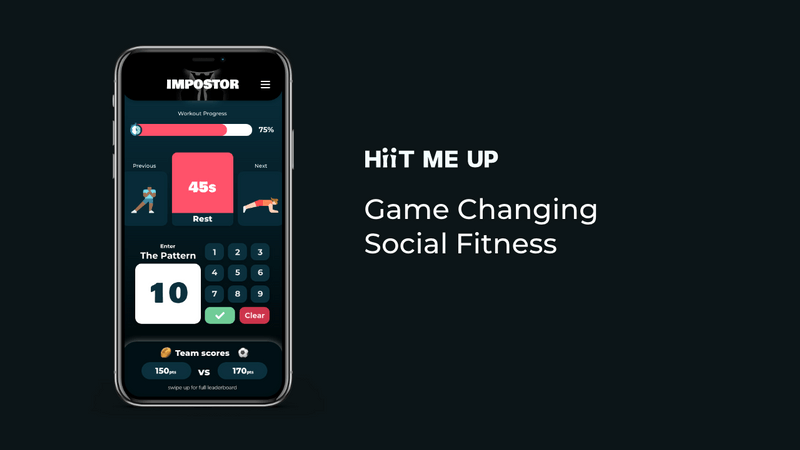 IMPOSTOR
Workout Progress
75%
Previous
Next
45s
Rest
Enter
The Pattern
10
1 2 3
4 5 6
7 8 9
Clear
Team scores
150pts vs 170pts
swipe up for full leaderboard
HiiT ME UP
Game Changing
Social Fitness